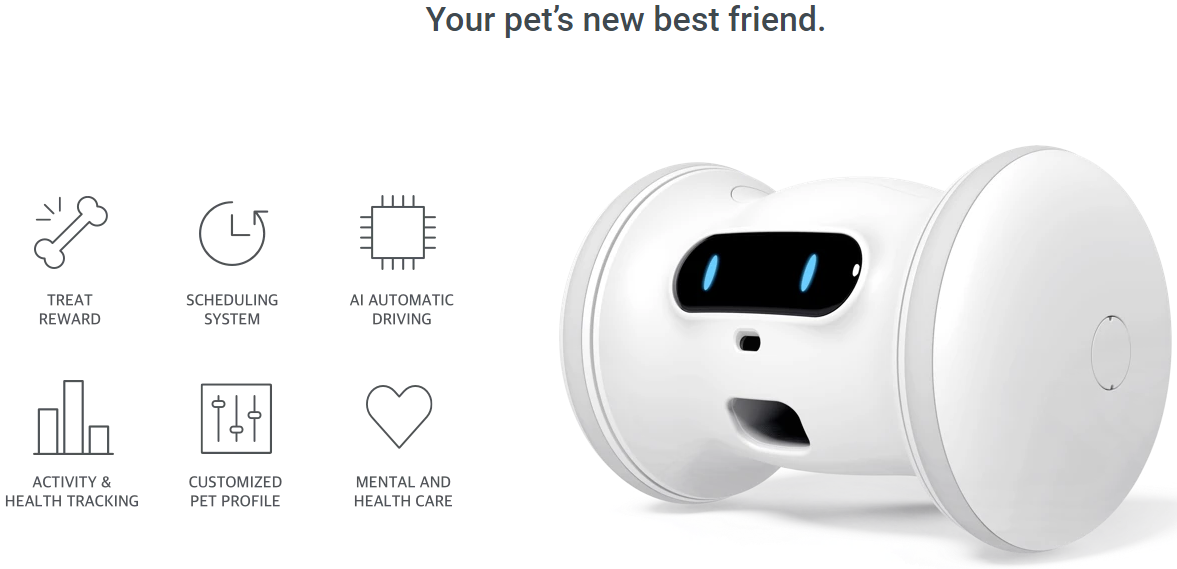 Your pet’s new best friend.
TREAT
REWARD
SCHEDULING
SYSTEM
AI AUTOMATIC
DRIVING
ACTIVITY &
HEALTH TRACKING
CUSTOMIZED
PET PROFILE
MENTAL AND
HEALTH CARE